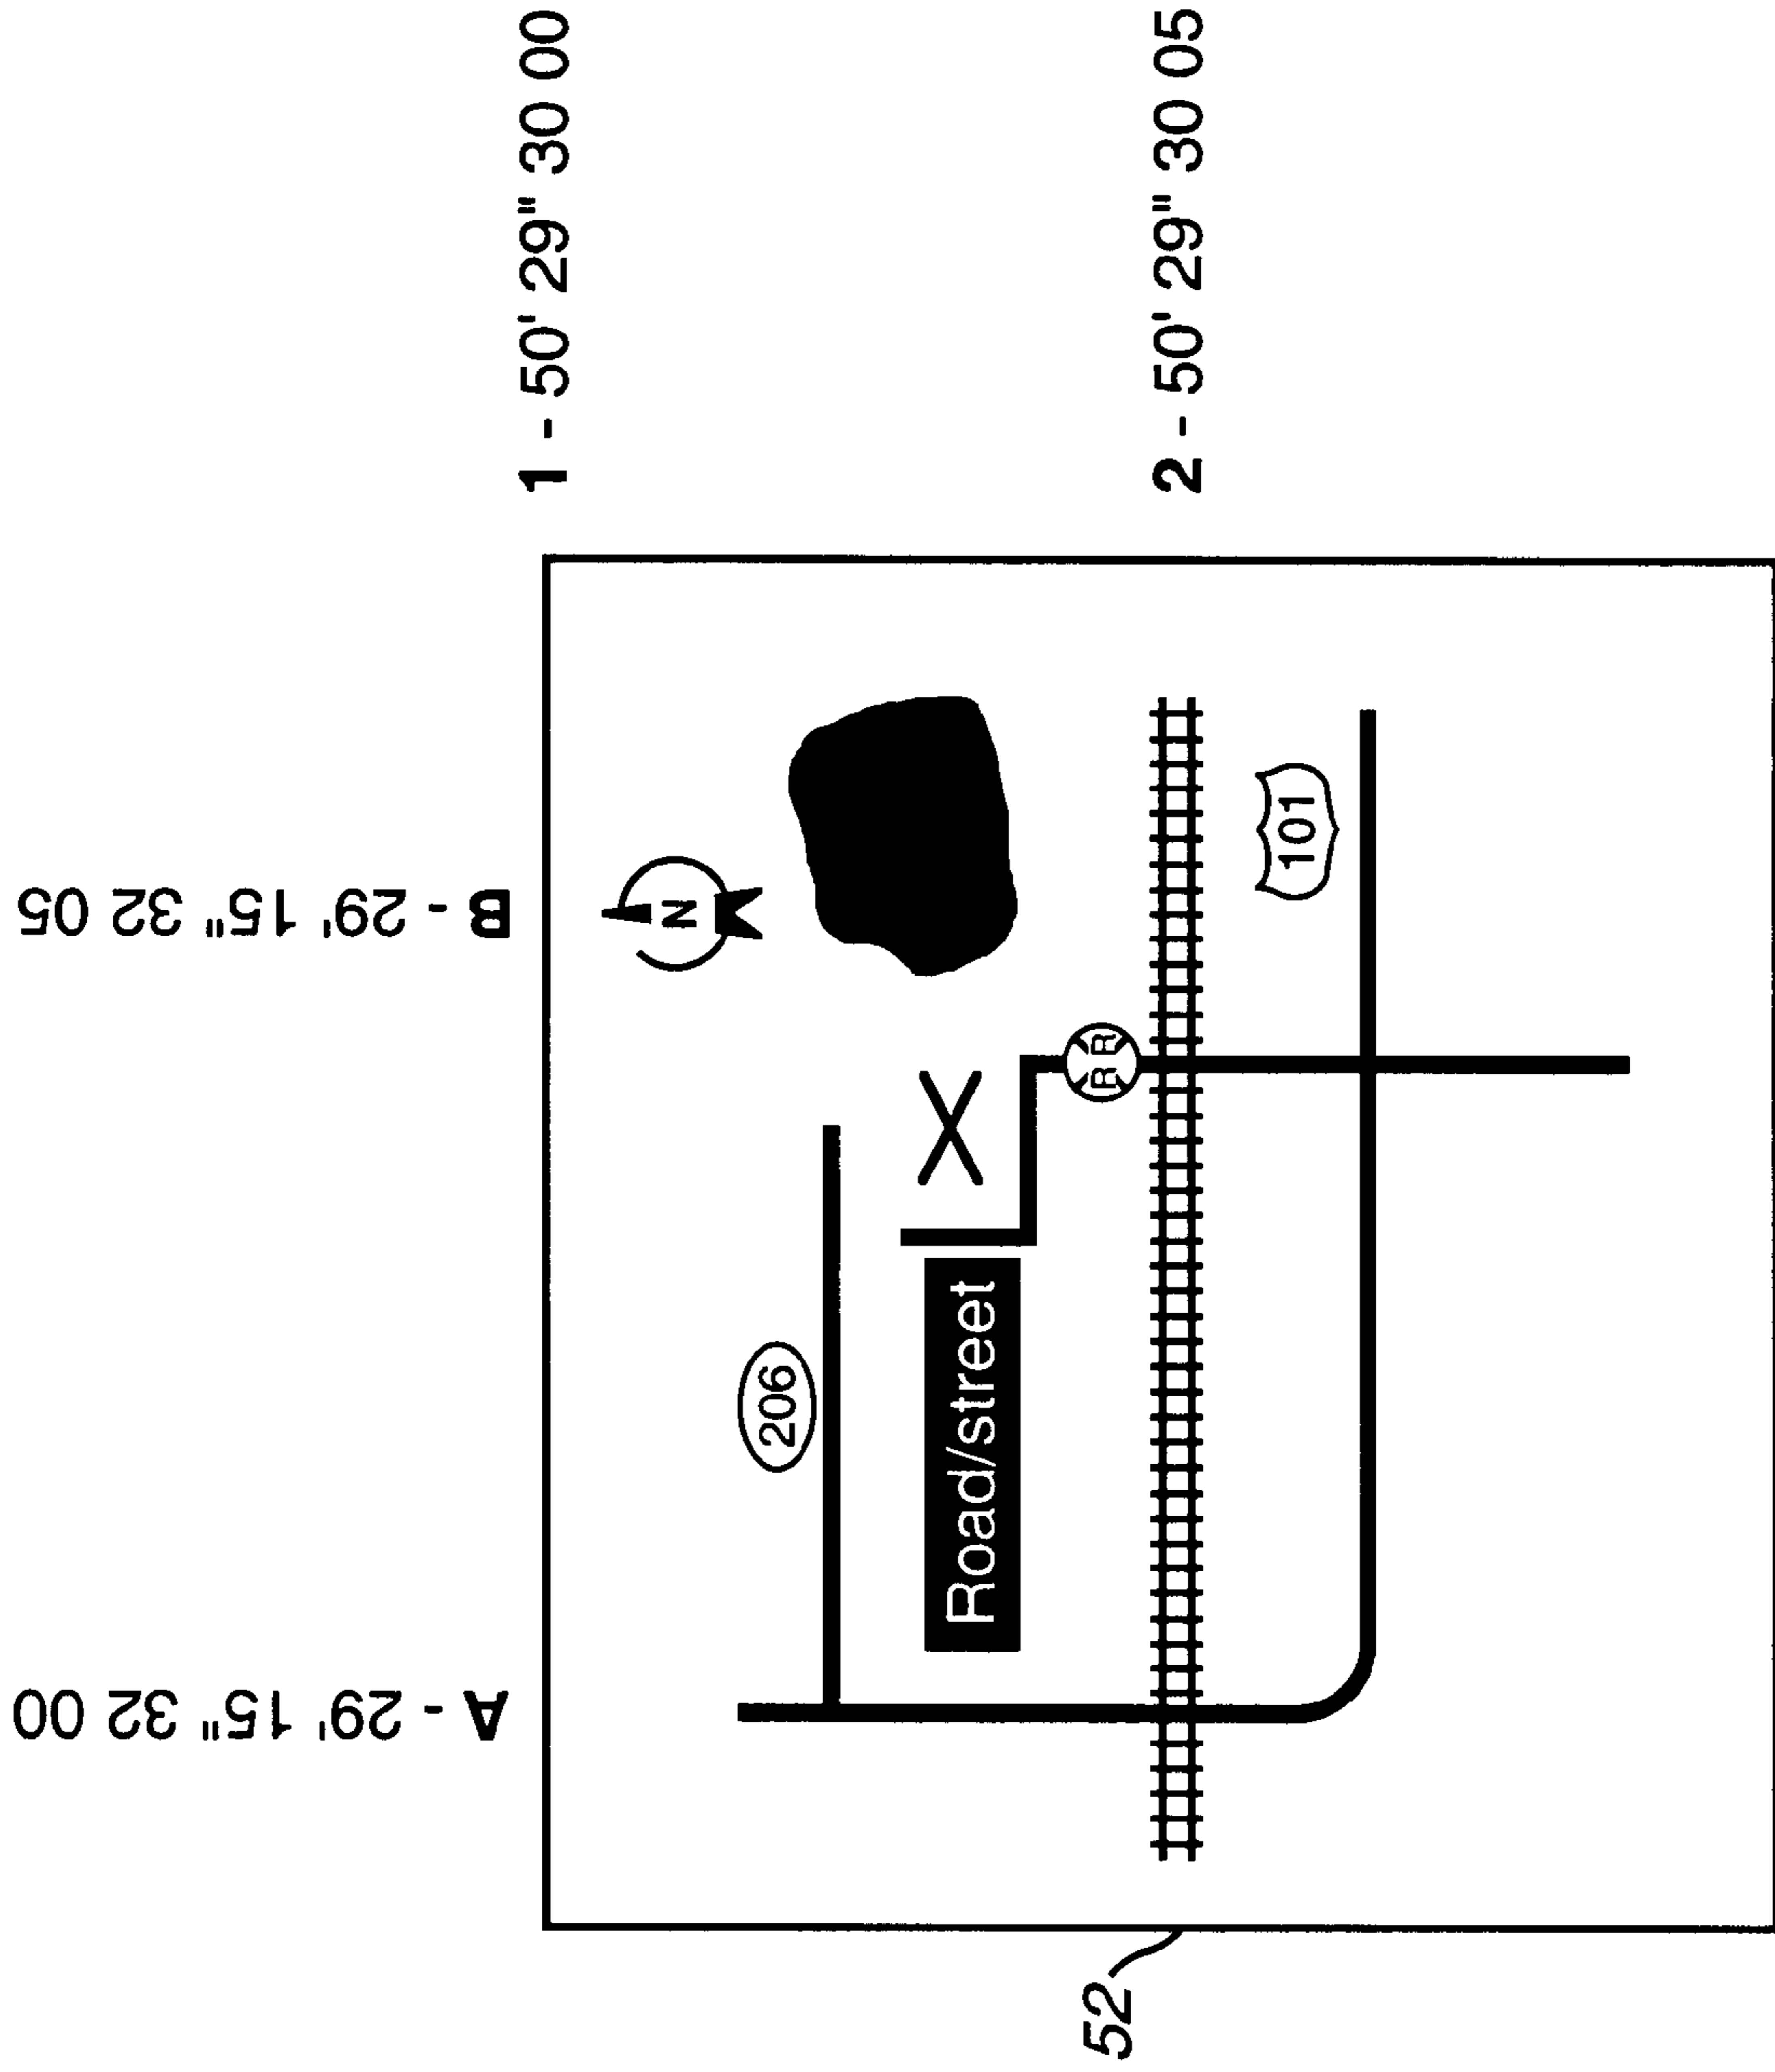 A - 29' 15" 32 00
B - 29' 15" 32 05
1 - 50' 29" 30 00
N
206
X
Road/street
RR
2 - 50' 29" 30 05
101
52